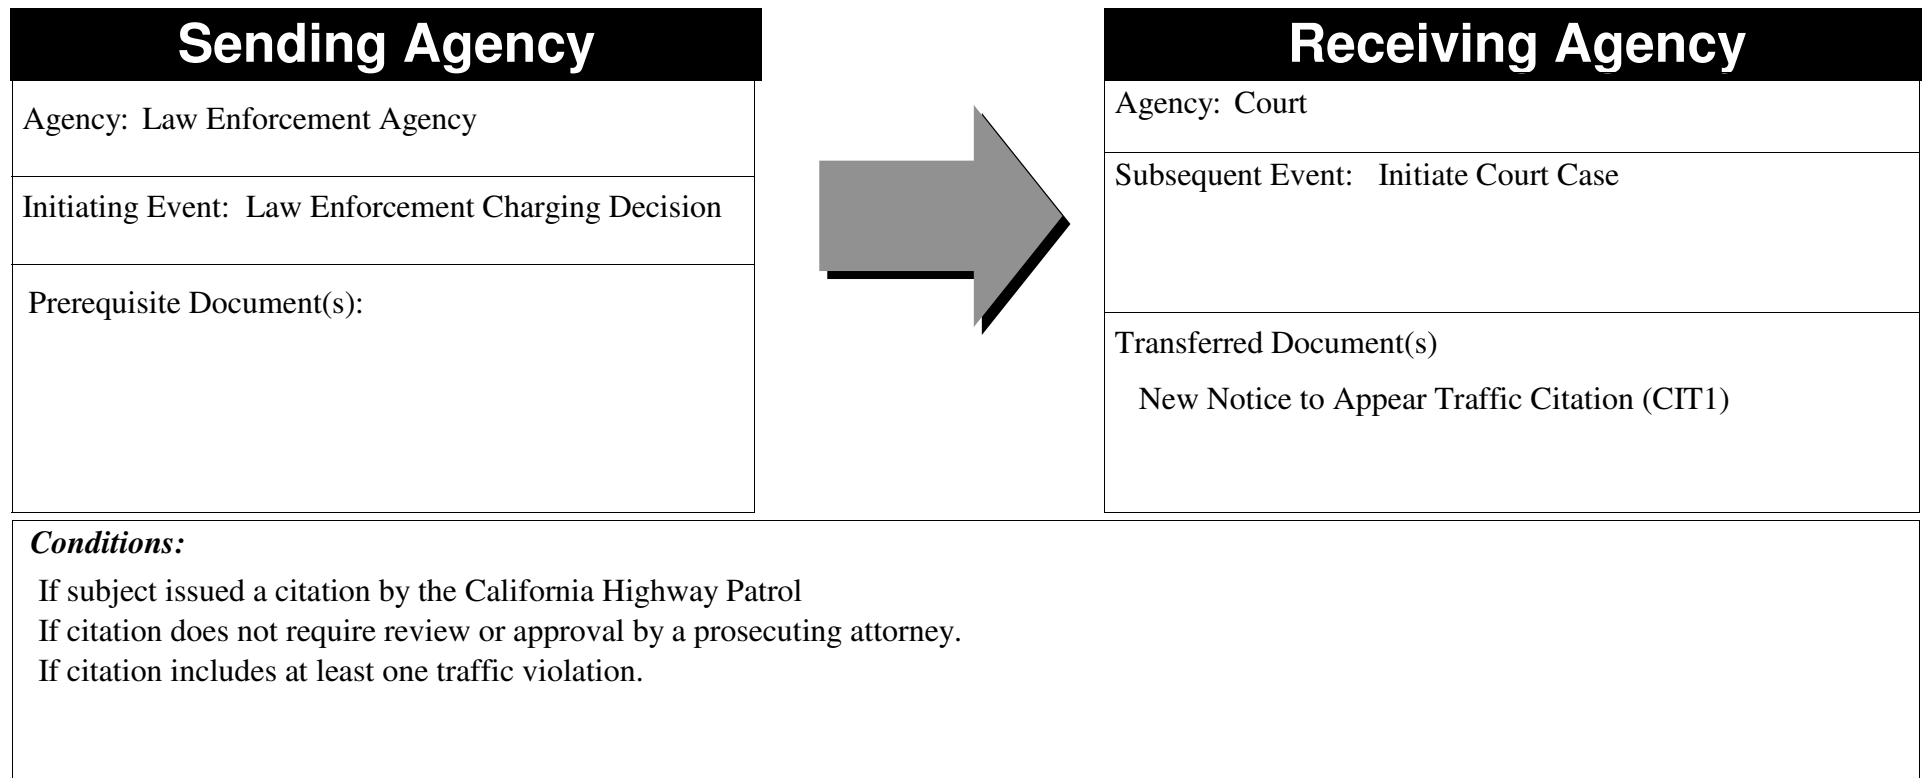 Sending Agency
Agency: Law Enforcement Agency
Initiating Event: Law Enforcement Charging Decision
Prerequisite Document(s):
Receiving Agency
Agency: Court
Subsequent Event: Initiate Court Case
Transferred Document(s)
New Notice to Appear Traffic Citation (CIT1)
Conditions:
If subject issued a citation by the California Highway Patrol
If citation does not require review or approval by a prosecuting attorney.
If citation includes at least one traffic violation.